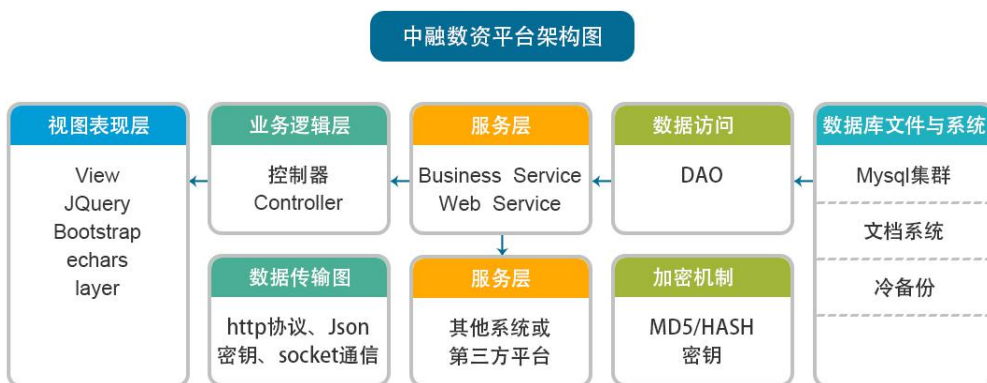 中融数资平台架构图
视图表现层
View
JQuery
Bootstrap
echars
layer
业务逻辑层
控制器
Controller
服务层
Business Service
Web Service
数据访问
DAO
数据库文件与系统
Mysql集群
文档系统
冷备份
数据传输图
http协议、Json
密钥、socket通信
服务层
其他系统或
第三方平台
加密机制
MD5/HASH
密钥